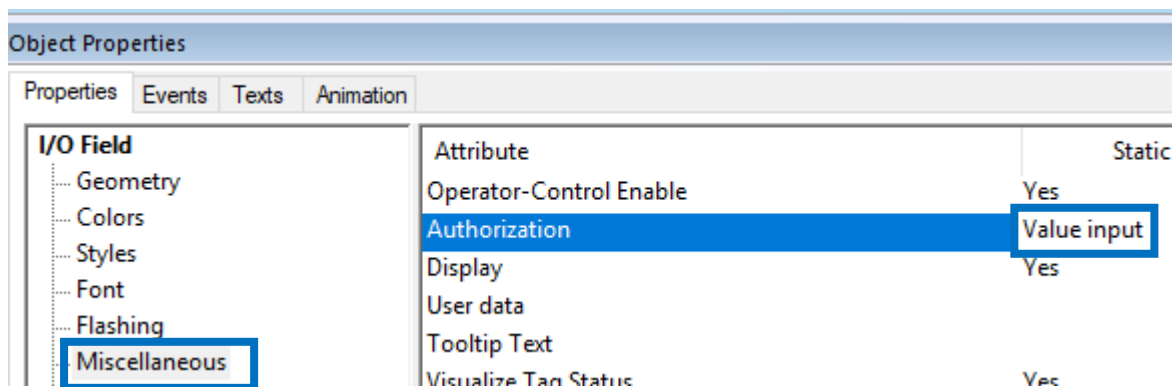 Object Properties
Properties Events Texts Animation
I/O Field
Geometry
Colors
Styles
Font
Flashing
Miscellaneous
Attribute Static
Operator-Control Enable Yes
Authorization Value input
Display Yes
User data
Tooltip Text
Visualize Tag Status Yes